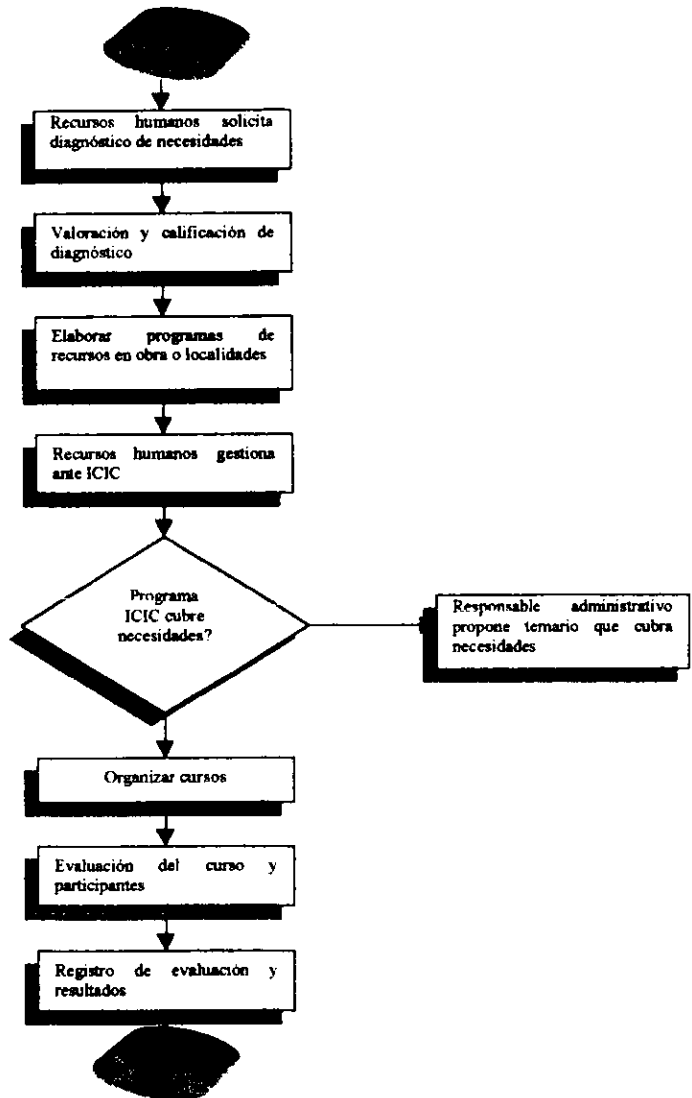 Recursos humanos solicita
diagnóstico de necesidades
Valoración y calificación de
diagnóstico
Elaborar programas de
recursos en obra o localidades
Recursos humanos gestiona
ante ICIC
Programa
ICIC cubre
necesidades?
Responsable administrativo
propone temario que cubra
necesidades
Organizar cursos
Evaluación del curso y
participantes
Registro de evaluación y
resultados